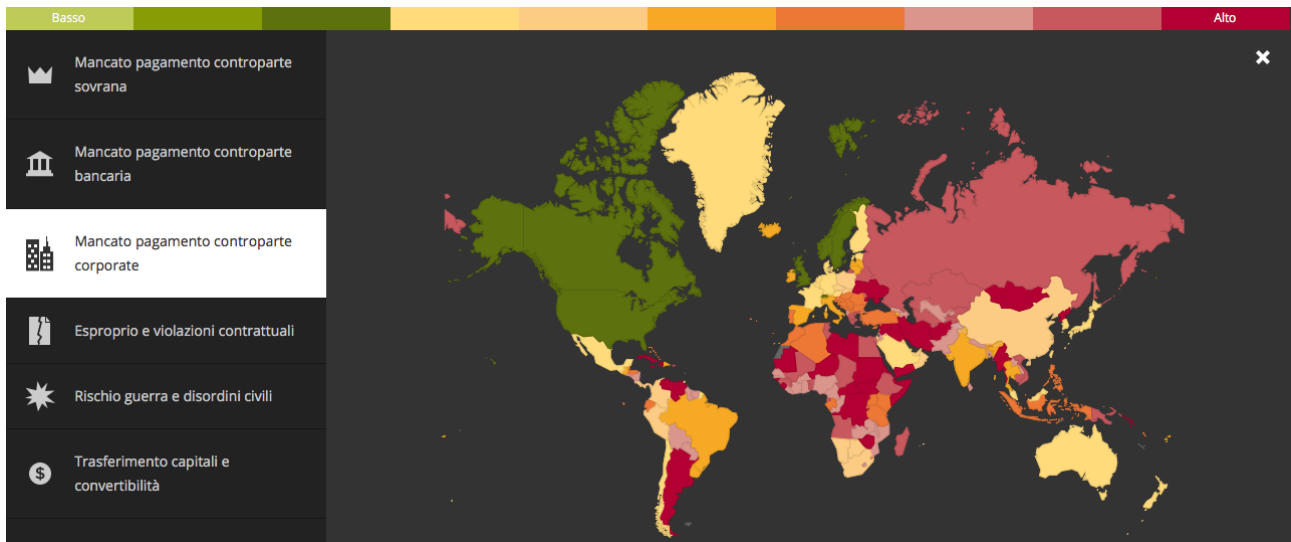 Basso
Alto
Mancato pagamento controparte
sovrana
Mancato pagamento controparte
bancaria
Mancato pagamento controparte
corporate
Esproprio e violazioni contrattuali
Rischio guerra e disordini civili
Trasferimento capitali e
convertibilità